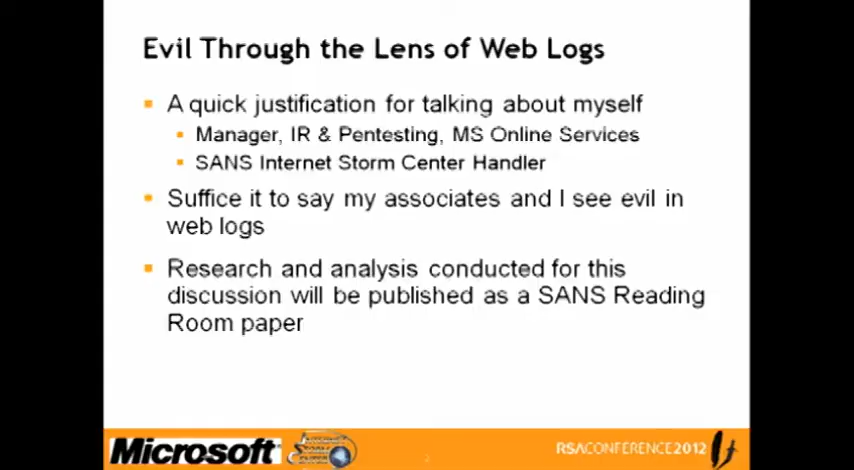 Evil Through the Lens of Web Logs
A quick justification for talking about myself
Manager, IR & Pentesting, MS Online Services
SANS Internet Storm Center Handler
Suffice it to say my associates and I see evil in
web logs
Research and analysis conducted for this
discussion will be published as a SANS Reading
Room paper
Microsoft
RSACONFERENCE2012